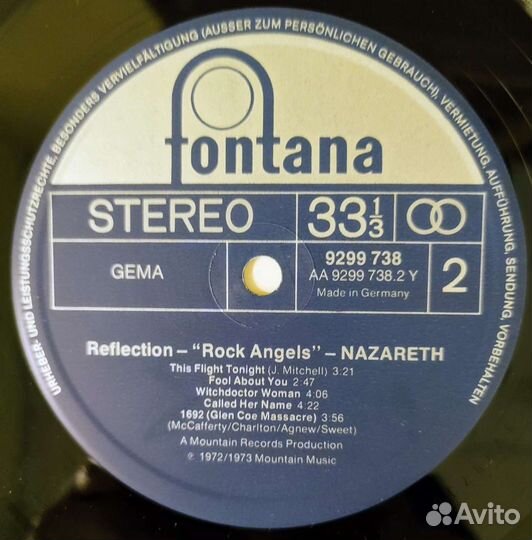 URHEBER- UND LEISTUNGSSCHUTZRECHTE, BESONDERS VERVIELFÄLTIGUNG (AUSSER ZUM PERSÖNLICHEN GEBRAUCH), VERMIETUNG, AUFFÜHRUNG, SENDUNG, VORBEHALTEN
fontana
STEREO 33 1/3
GEMA
9299 738
AA 9299 738.2 Y
Made in Germany
2
Reflection – "Rock Angels" – NAZARETH
This Flight Tonight (J. Mitchell) 3:21
Fool About You 2:47
Witchdoctor Woman 4:06
Called Her Name 4:22
1692 (Glen Coe Massacre) 3:56
(McCafferty/Charlton/Agnew/Sweet)
A Mountain Records Production
℗ 1972/1973 Mountain Music
Avito